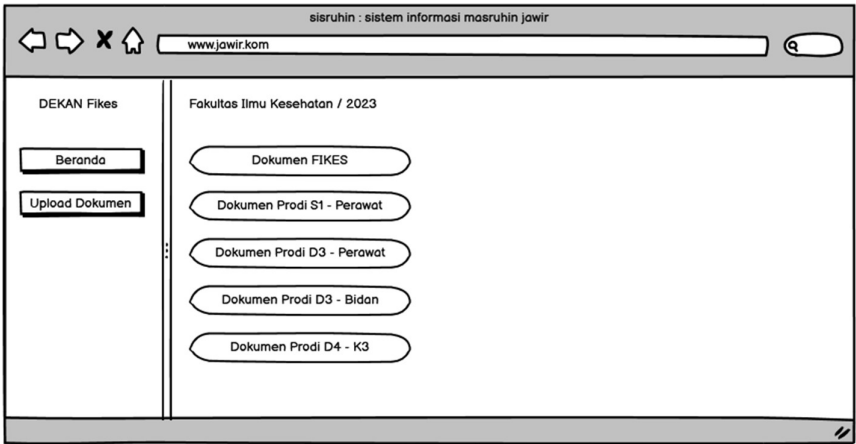 sisruhin : sistem informasi masruhin jawir
www.jawir.kom
DEKAN Fikes
Beranda
Upload Dokumen
Fakultas Ilmu Kesehatan / 2023
Dokumen FIKES
Dokumen Prodi S1 - Perawat
Dokumen Prodi D3 - Perawat
Dokumen Prodi D3 - Bidan
Dokumen Prodi D4 - K3